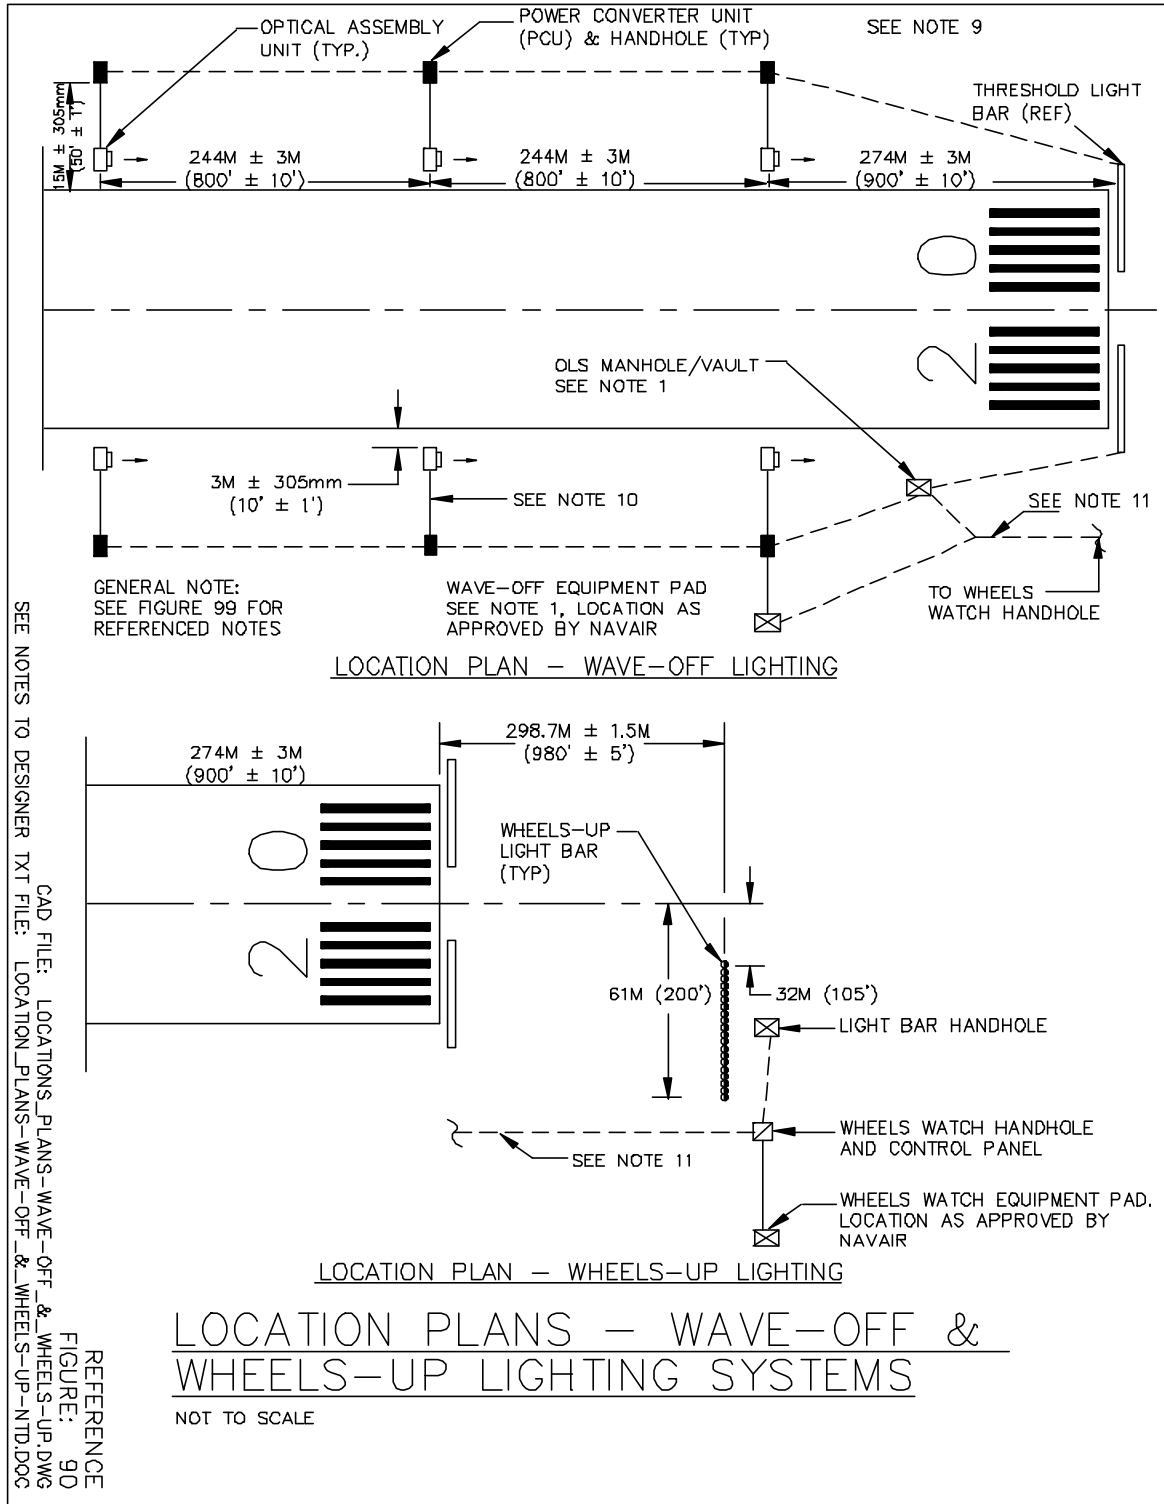 OPTICAL ASSEMBLY
UNIT (TYP.)
POWER CONVERTER UNIT
(PCU) & HANDHOLE (TYP)
SEE NOTE 9
THRESHOLD LIGHT
BAR (REF)
15M ± 305mm
(50' ± 1')
244M ± 3M
(800' ± 10')
244M ± 3M
(800' ± 10')
274M ± 3M
(900' ± 10')
20
OLS MANHOLE/VAULT
SEE NOTE 1
3M ± 305mm
(10' ± 1')
SEE NOTE 10
SEE NOTE 11
GENERAL NOTE:
SEE FIGURE 99 FOR
REFERENCED NOTES
WAVE-OFF EQUIPMENT PAD
SEE NOTE 1, LOCATION AS
APPROVED BY NAVAIR
TO WHEELS
WATCH HANDHOLE
LOCATION PLAN - WAVE-OFF LIGHTING
274M ± 3M
(900' ± 10')
298.7M ± 1.5M
(980' ± 5')
20
WHEELS-UP
LIGHT BAR
(TYP)
61M (200')
32M (105')
LIGHT BAR HANDHOLE
WHEELS WATCH HANDHOLE
AND CONTROL PANEL
SEE NOTE 11
WHEELS WATCH EQUIPMENT PAD.
LOCATION AS APPROVED BY
NAVAIR
LOCATION PLAN - WHEELS-UP LIGHTING
LOCATION PLANS - WAVE-OFF &
WHEELS-UP LIGHTING SYSTEMS
NOT TO SCALE
REFERENCE
FIGURE: 90
CAD FILE: LOCATIONS_PLANS-WAVE-OFF_&_WHEELS-UP.DWG
SEE NOTES TO DESIGNER TXT FILE: LOCATION_PLANS-WAVE-OFF_&_WHEELS-UP-NTD.DOC